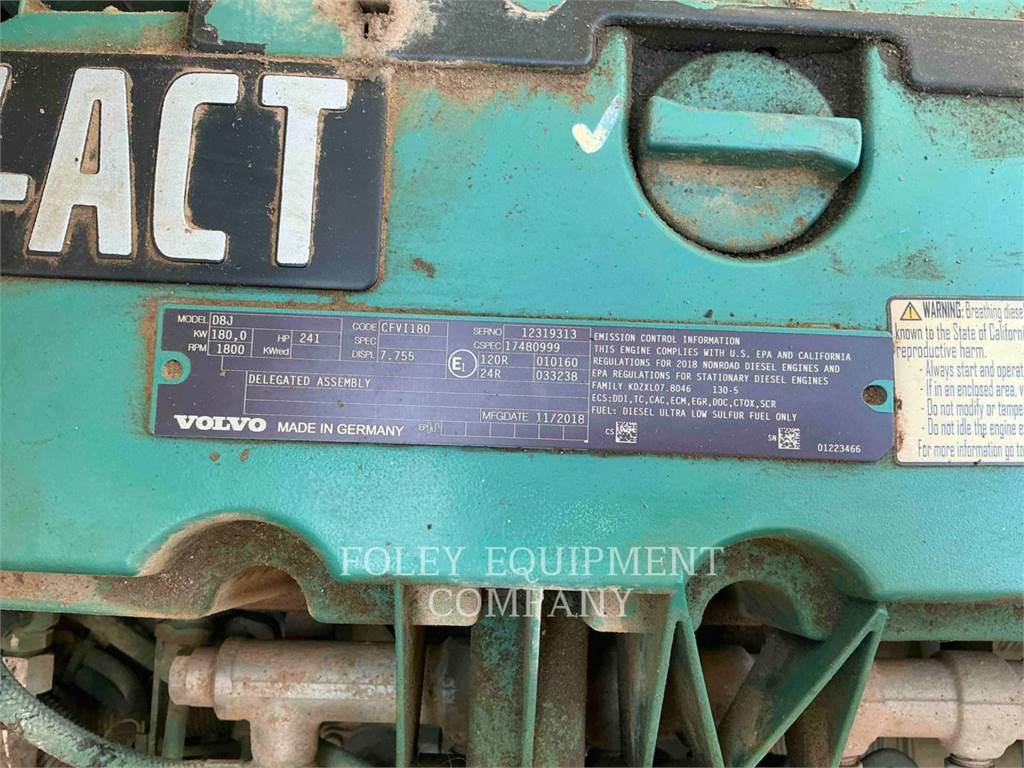 -ACT
MODEL D8J
KW 180,0 HP 241
RPM 1800 KWred
CODE CFVI180
SPEC
DISPL 7.755
SERNO 12319313
CSPEC 17480999
E1 120R 010160
24R 033238
DELEGATED ASSEMBLY
MFGDATE 11/2018
VOLVO MADE IN GERMANY EP
EMISSION CONTROL INFORMATION
THIS ENGINE COMPLIES WITH U.S. EPA AND CALIFORNIA
REGULATIONS FOR 2018 NONROAD DIESEL ENGINES AND
EPA REGULATIONS FOR STATIONARY DIESEL ENGINES
FAMILY KDZXL07.8046 130-5
ECS:DDI,TC,CAC,ECM,EGR,DOC,CTOX,SCR
FUEL: DIESEL ULTRA LOW SULFUR FUEL ONLY
CS SN 01223466
WARNING: Breathing diese
known to the State of Californi
reproductive harm.
- Always start and operat
If in an enclosed area, v
- Do not modify or tampe
- Do not idle the engine e
For more information go to
FOLEY EQUIPMENT
COMPANY